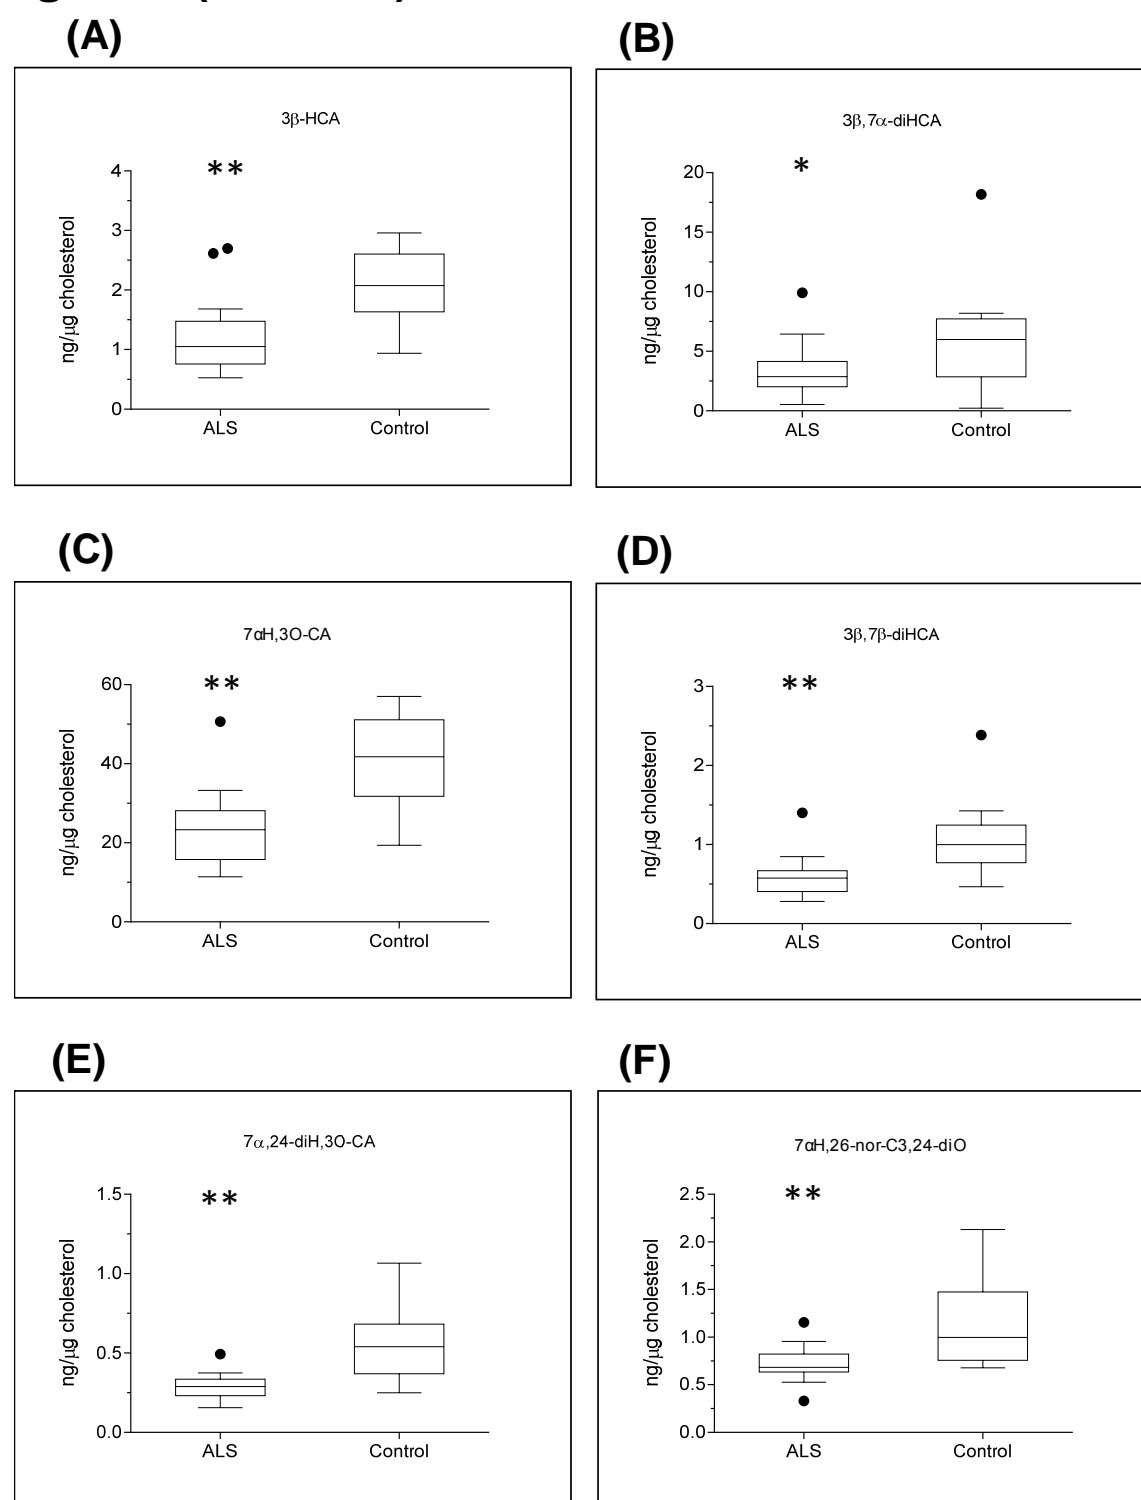 (A)
3β-HCA
**
4
3
2
1
0
ng/µg cholesterol
ALS
Control
(B)
3β,7α-diHCA
*
20
15
10
5
0
ng/µg cholesterol
ALS
Control
(C)
7αH,3O-CA
**
60
40
20
0
ng/µg cholesterol
ALS
Control
(D)
3β,7β-diHCA
**
3
2
1
0
ng/µg cholesterol
ALS
Control
(E)
7α,24-diH,3O-CA
**
1.5
1.0
0.5
0.0
ng/µg cholesterol
ALS
Control
(F)
7αH,26-nor-C3,24-diO
**
2.5
2.0
1.5
1.0
0.5
0.0
ng/µg cholesterol
ALS
Control